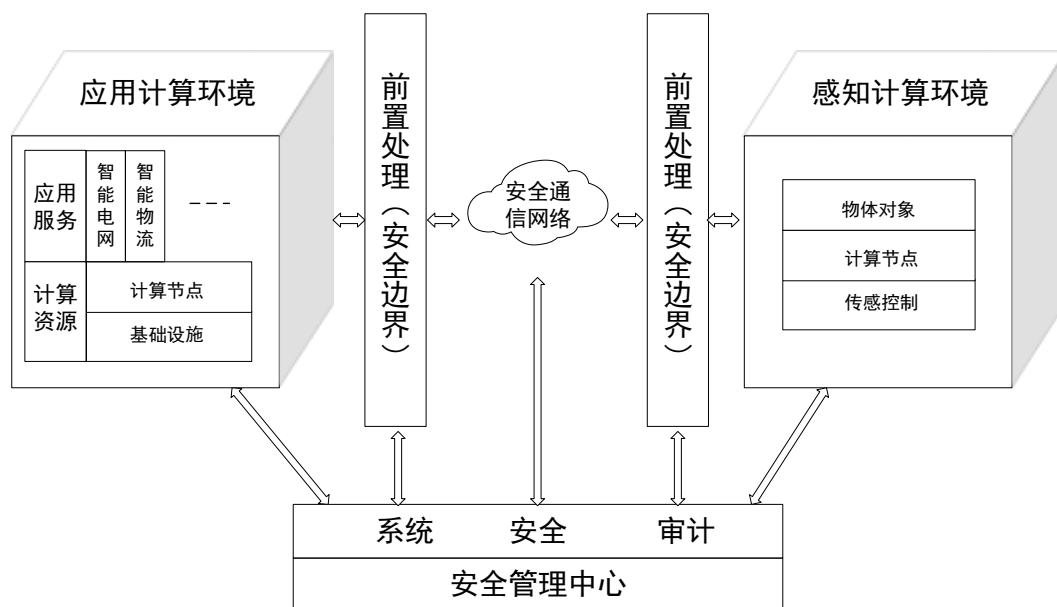 应用计算环境
应用
服务
智能电网
智能物流
计算
资源
计算节点
基础设施
前置处理（安全边界）
安全通
信网络
前置处理（安全边界）
感知计算环境
物体对象
计算节点
传感控制
系统 安全 审计
安全管理中心